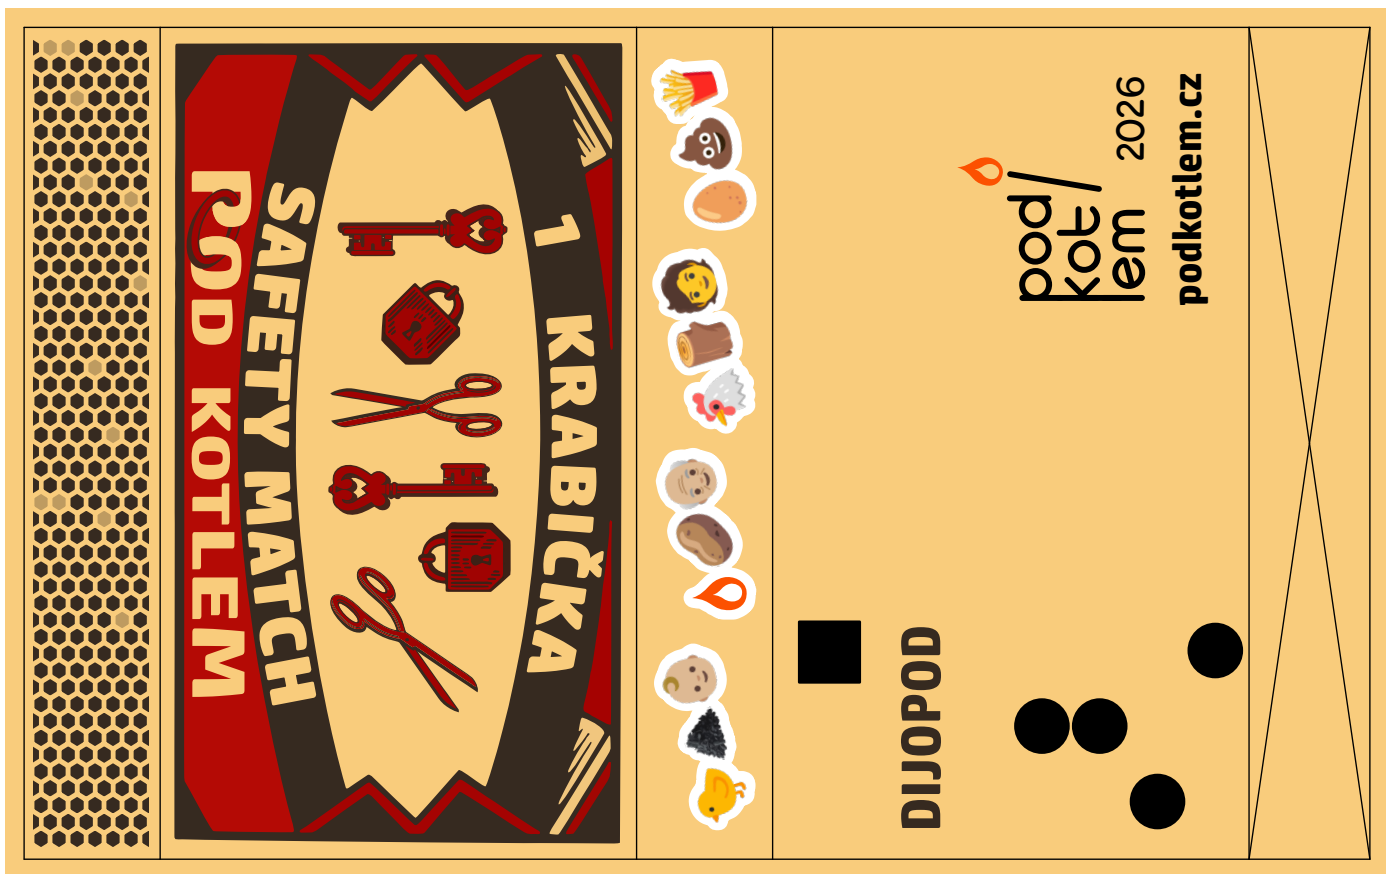 POD KOTLEM
SAFETY MATCH
1 KRABIČKA
DIJOPOD
pod
kot
lem
2026
podkotlem.cz